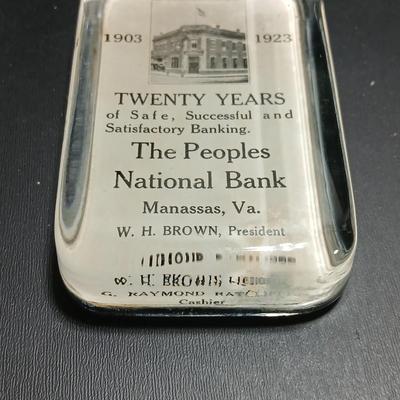 1903 1923
TWENTY YEARS
of Safe, Successful and
Satisfactory Banking.
The Peoples
National Bank
Manassas, Va.
W. H. BROWN, President
G. RAYMOND
Cashier